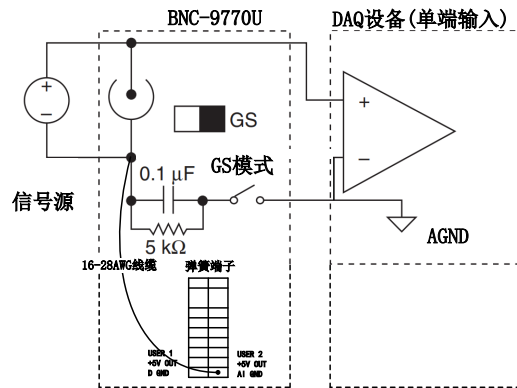 BNC-9770U
DAQ设备(单端输入)
+
−
+
−
GS
0.1 μF
GS模式
信号源
5 kΩ
AGND
16-28AWG线缆
弹簧端子
USER 1
+5V OUT
D GND
USER 2
+5V OUT
AI GND